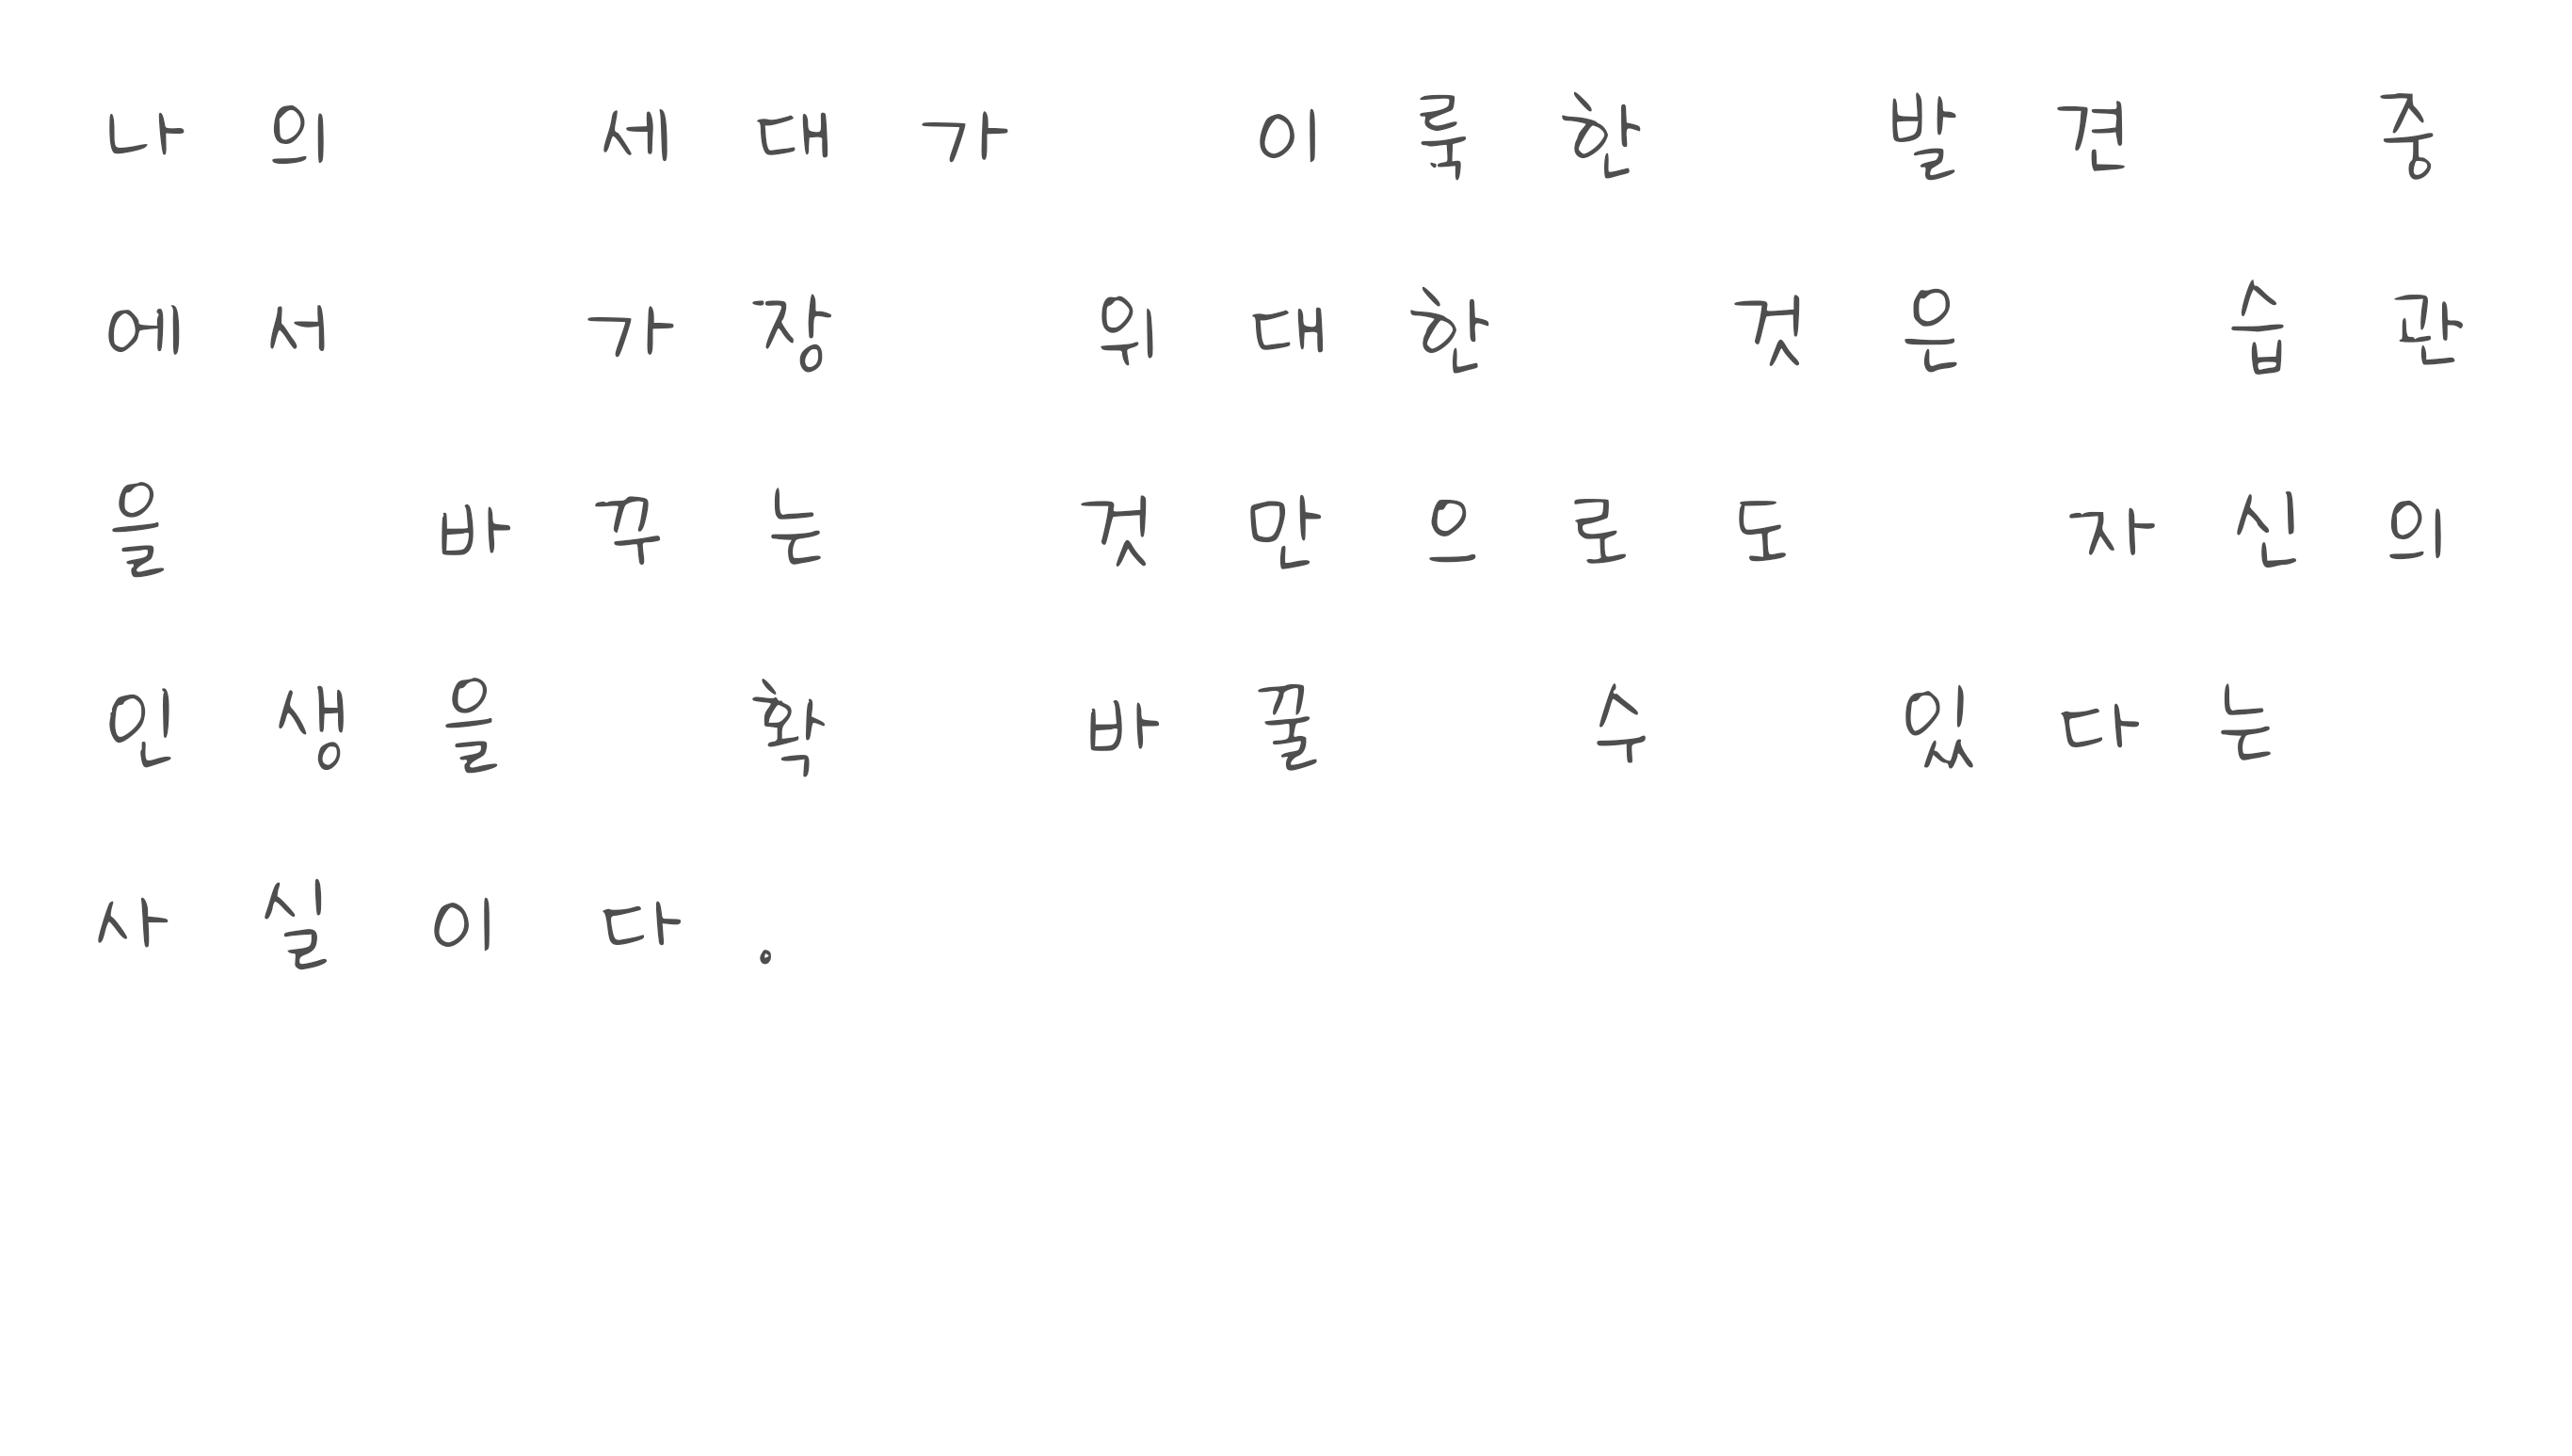 나의 세대가 이룩한 발견 중
에서 가장 위대한 것은 습관
을 바꾸는 것만으로도 자신의
인생을 확 바꿀 수 있다는
사실이다.